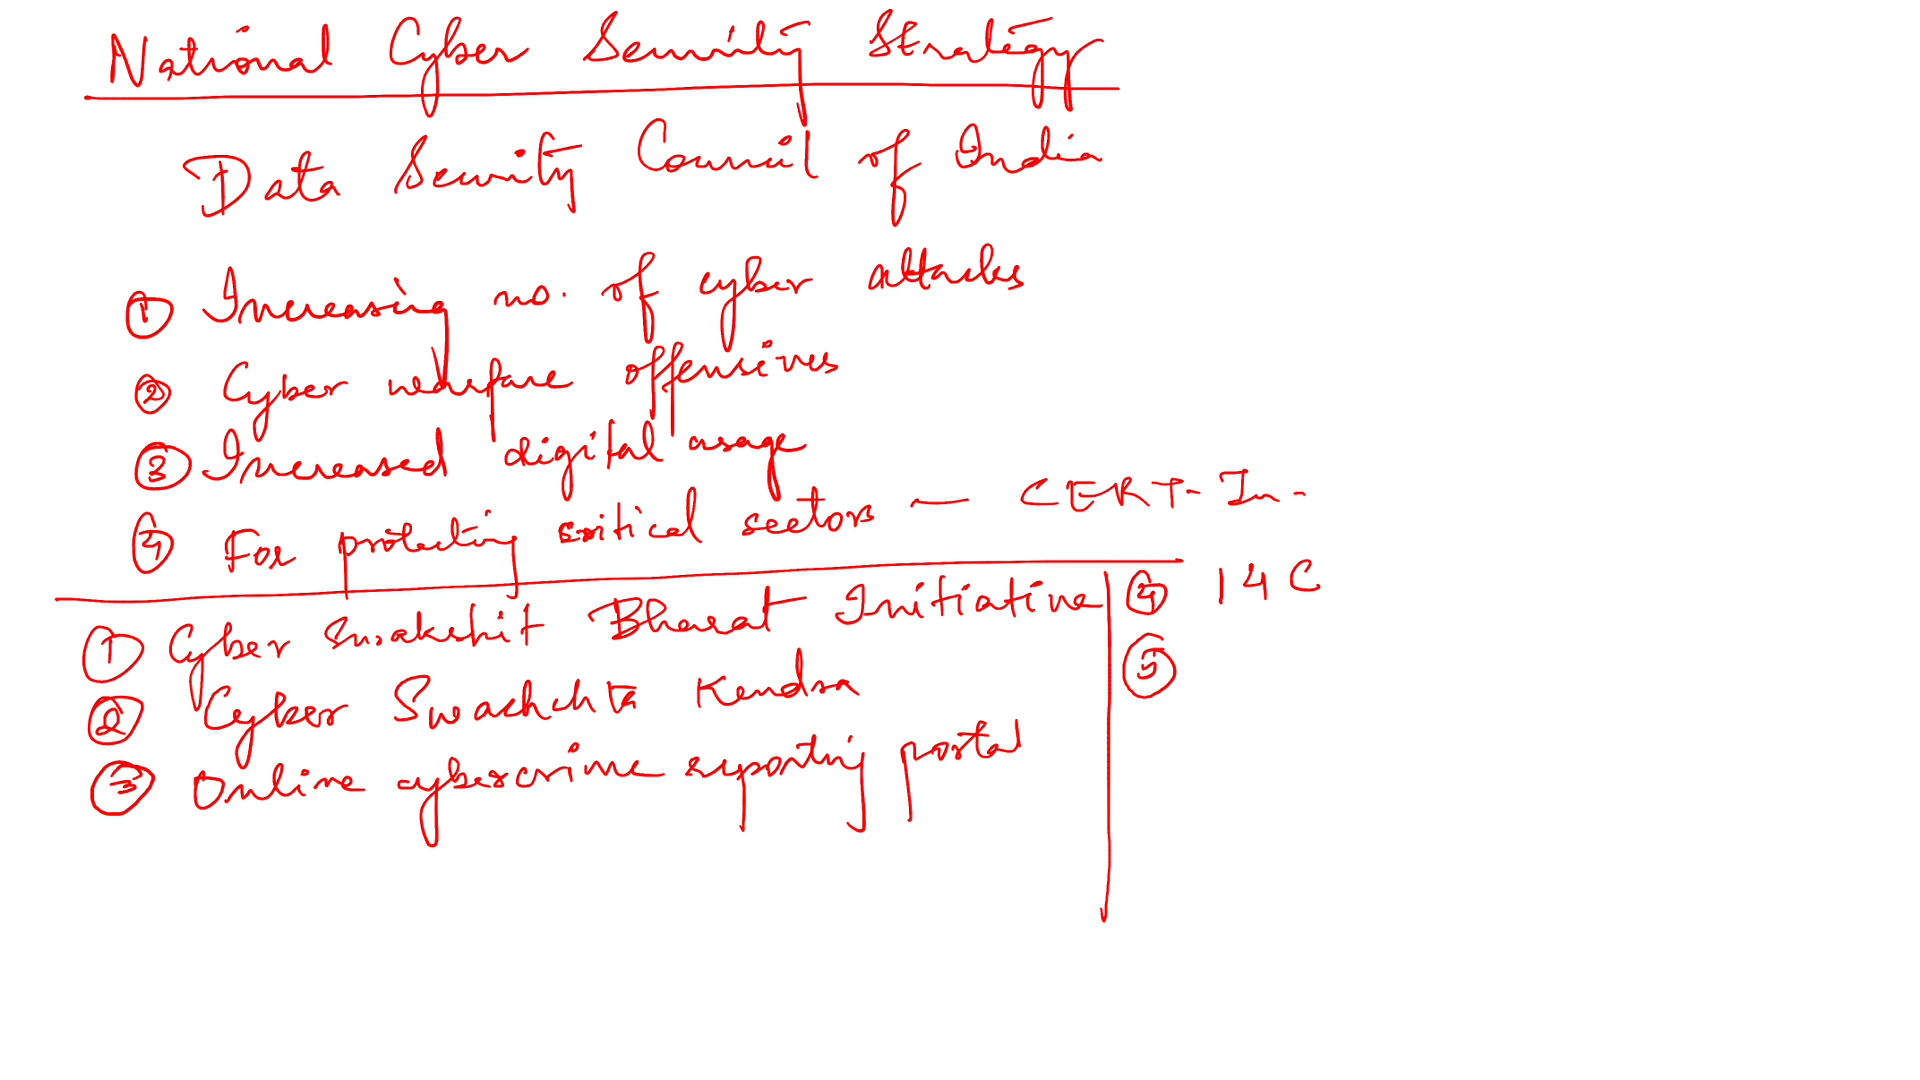 National Cyber Security Strategy
Data Security Council of India
① Increasing no. of cyber attacks
② Cyber warfare offensives
③ Increased digital usage
④ For protecting critical sectors — CERT-In-
① Cyber Surakshit Bharat Initiative
② Cyber Swachhta Kendra
③ Online cybercrime reporting portal
④ I4C
⑤